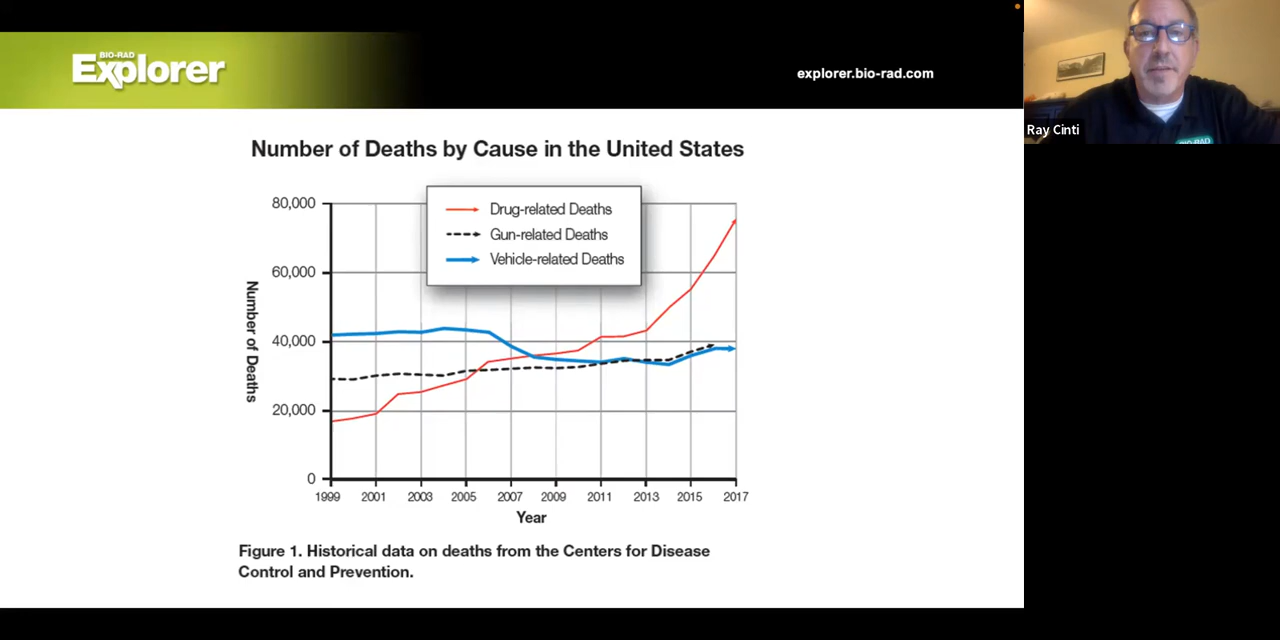 BIO-RAD
Explorer
explorer.bio-rad.com
Ray Cinti
BIO-RAD
Number of Deaths by Cause in the United States
Drug-related Deaths
Gun-related Deaths
Vehicle-related Deaths
Number of Deaths
80,000
60,000
40,000
20,000
0
1999 2001 2003 2005 2007 2009 2011 2013 2015 2017
Year
Figure 1. Historical data on deaths from the Centers for Disease
Control and Prevention.